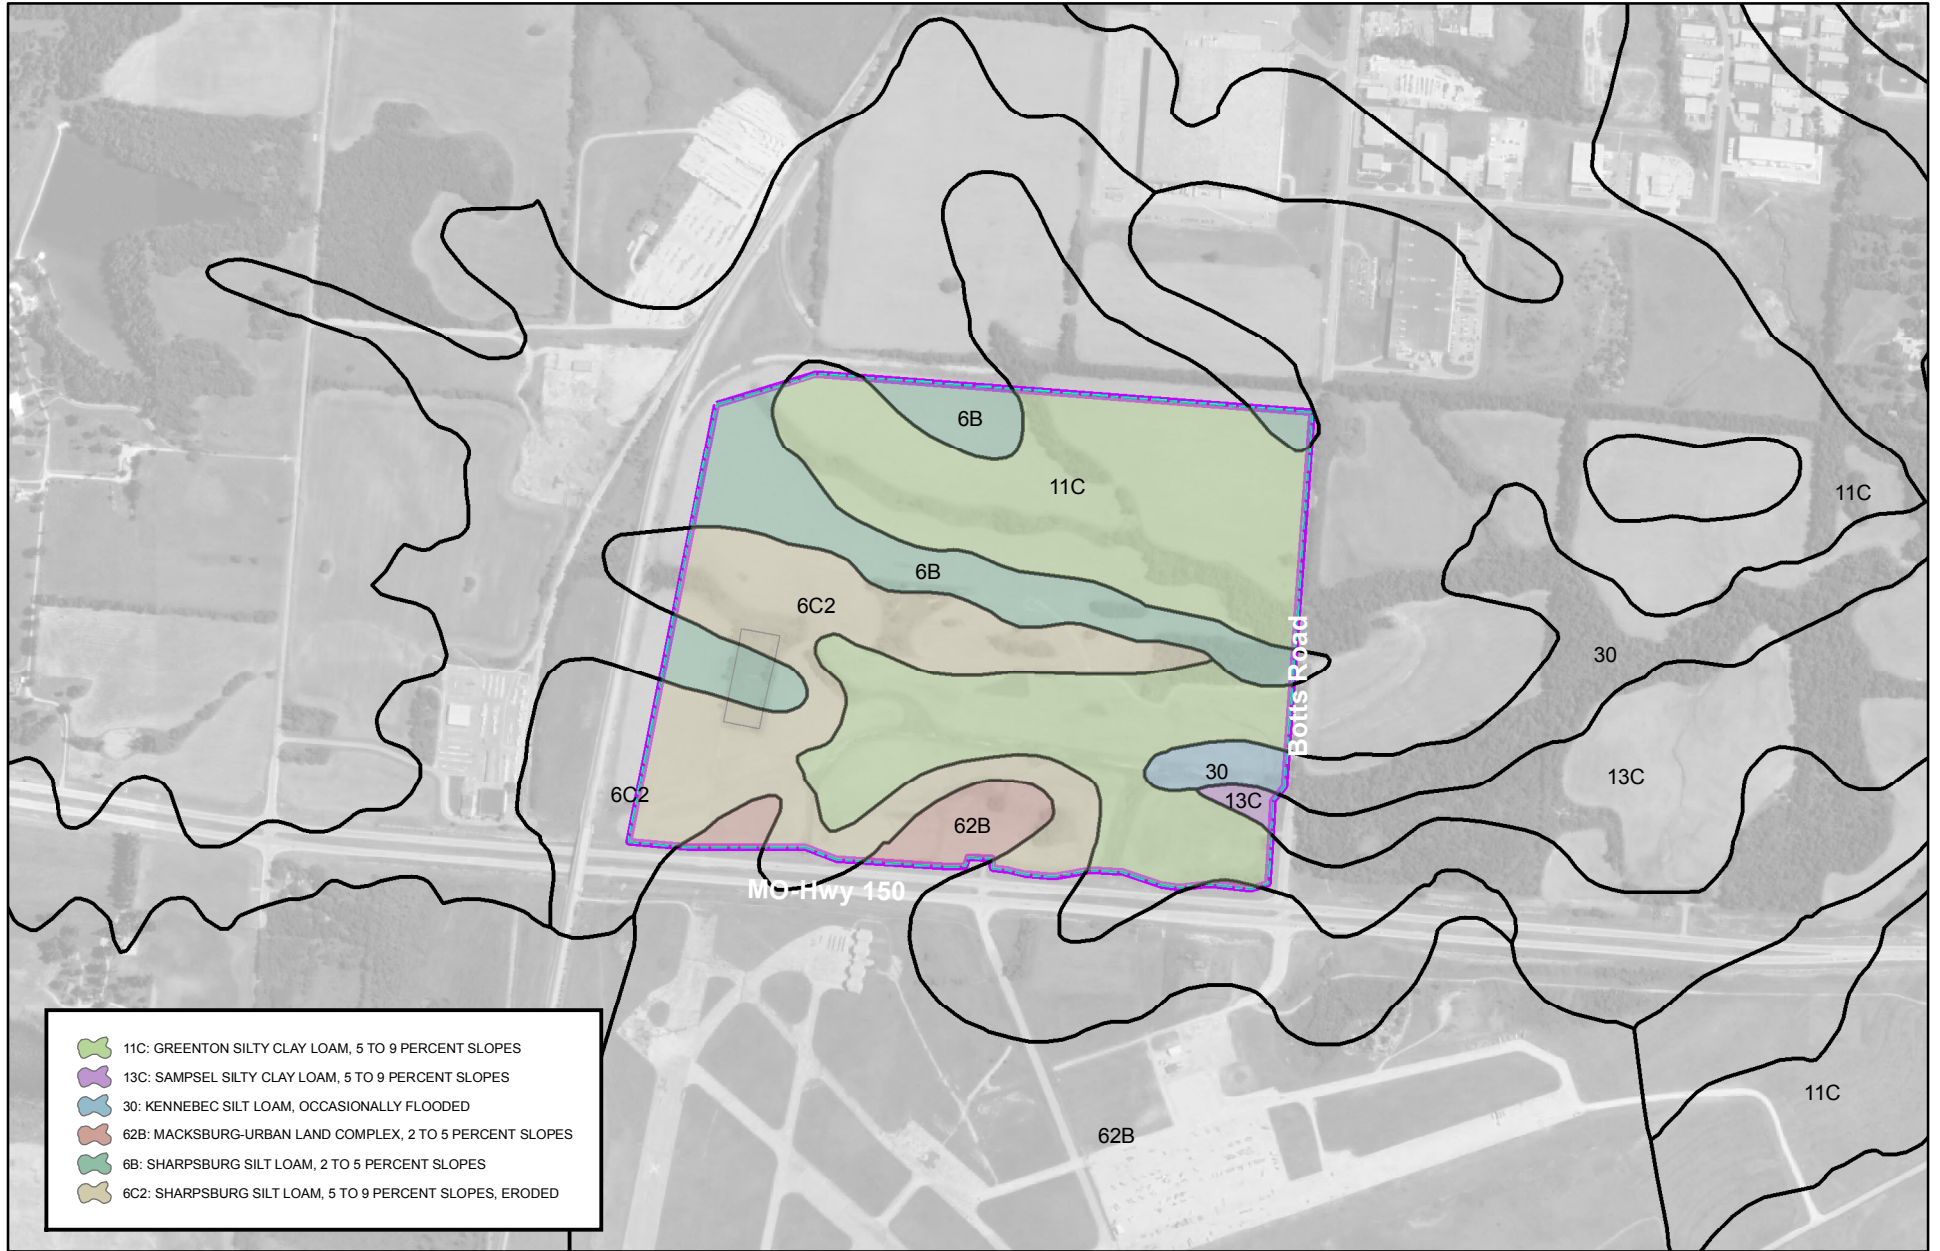 6B
11C
11C
6B
6C2
30
Botts Road
30
13C
6C2
13C
62B
MO-Hwy 150
11C: GREENTON SILTY CLAY LOAM, 5 TO 9 PERCENT SLOPES
13C: SAMPSEL SILTY CLAY LOAM, 5 TO 9 PERCENT SLOPES
30: KENNEBEC SILT LOAM, OCCASIONALLY FLOODED
62B: MACKSBURG-URBAN LAND COMPLEX, 2 TO 5 PERCENT SLOPES
6B: SHARPSBURG SILT LOAM, 2 TO 5 PERCENT SLOPES
6C2: SHARPSBURG SILT LOAM, 5 TO 9 PERCENT SLOPES, ERODED
11C
62B